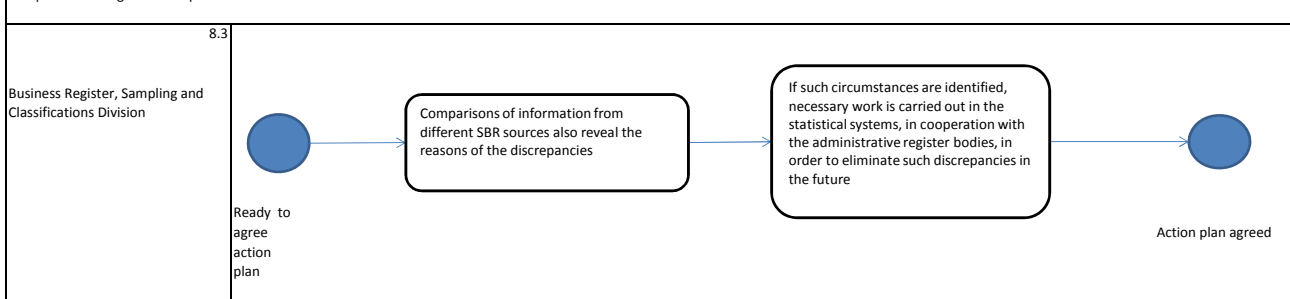 8.3
Business Register, Sampling and
Classifications Division
Comparisons of information from
different SBR sources also reveal the
reasons of the discrepancies
If such circumstances are identified,
necessary work is carried out in the
statistical systems, in cooperation with
the administrative register bodies, in
order to eliminate such discrepancies in
the future
Ready to
agree
action
plan
Action plan agreed